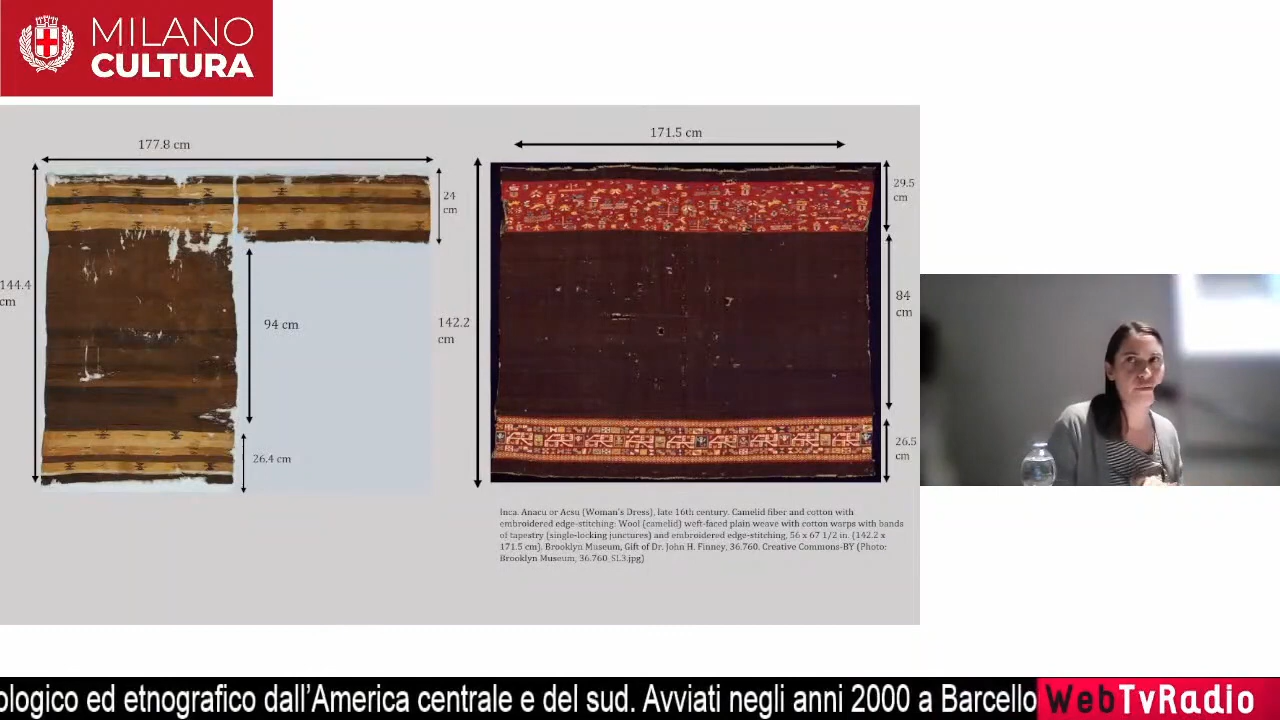 MILANO
CULTURA
177.8 cm
171.5 cm
24
cm
29.5
cm
144.4
cm
94 cm
142.2
cm
84
cm
26.4 cm
26.5
cm
Inca. Anacu or Acsu (Woman's Dress), late 16th century. Camelid fiber and cotton with
embroidered edge-stitching: Wool (camelid) weft-faced plain weave with cotton warps with bands
of tapestry (single-locking junctures) and embroidered edge-stitching, 56 x 67 1/2 in. (142.2 x
171.5 cm). Brooklyn Museum, Gift of Dr. John H. Finney, 36.760. Creative Commons-BY (Photo:
Brooklyn Museum, 36.760_SL3.jpg)
ologico ed etnografico dall'America centrale e del sud. Avviati negli anni 2000 a Barcello
WebTvRadio